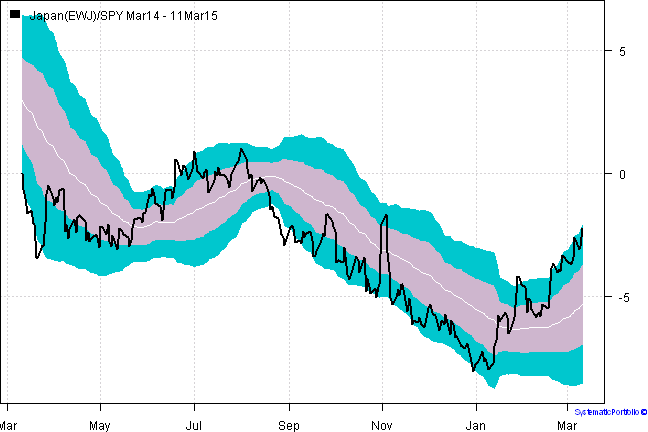 Japan(EWJ)/SPY Mar14 - 11Mar15
5
0
-5
SystematicPortfolio ©
Mar May Jul Sep Nov Jan Mar